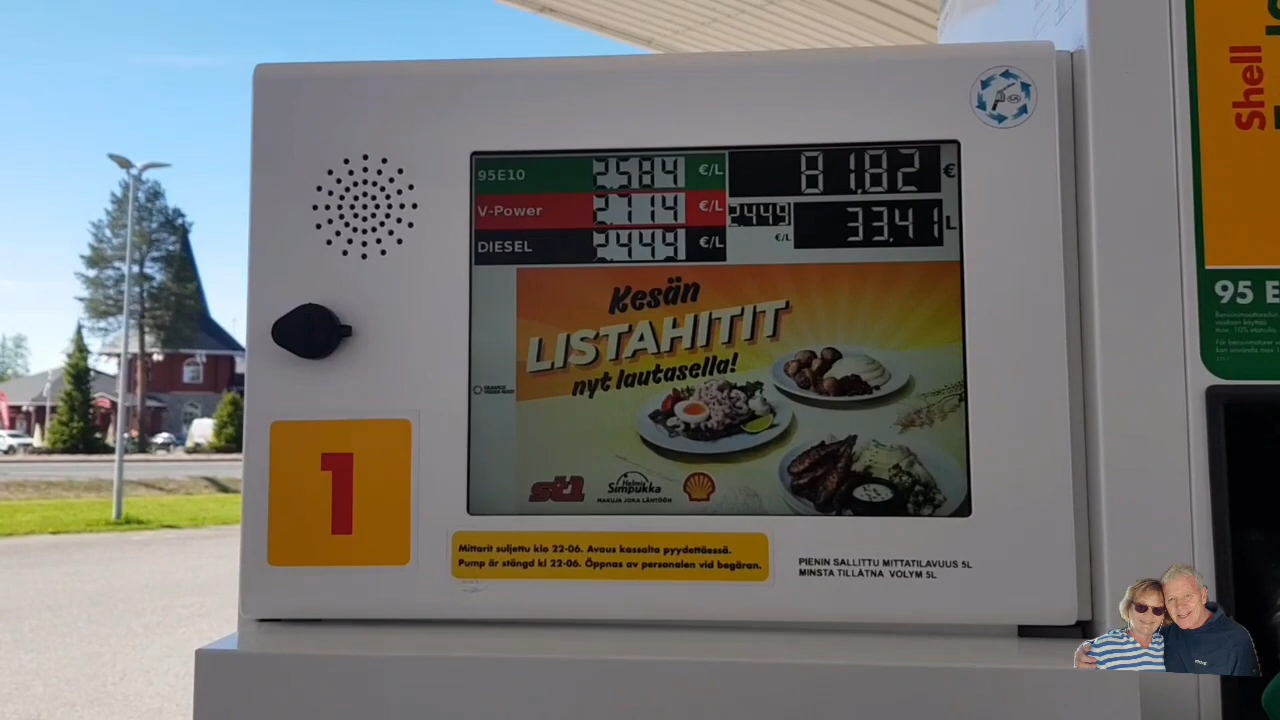 95E10 2.584 €/L
V-Power 2.714 €/L
DIESEL 2.449 €/L
81.82 €
2.449 €/L
33.41 L
Kesän
LISTAHITIT
nyt lautasella!
st1
Helmi
Simpukka
MAKUJA JOKA LÄHTÖÖN
1
Mittarit suljettu klo 22-06. Avaus kassalta pyydettäessä.
Pump är stängd kl 22-06. Öppnas av personalen vid begäran.
PIENIN SALLITTU MITTATILAVUUS 5L
MINSTA TILLÅTNA VOLYM 5L
Shell
95 E